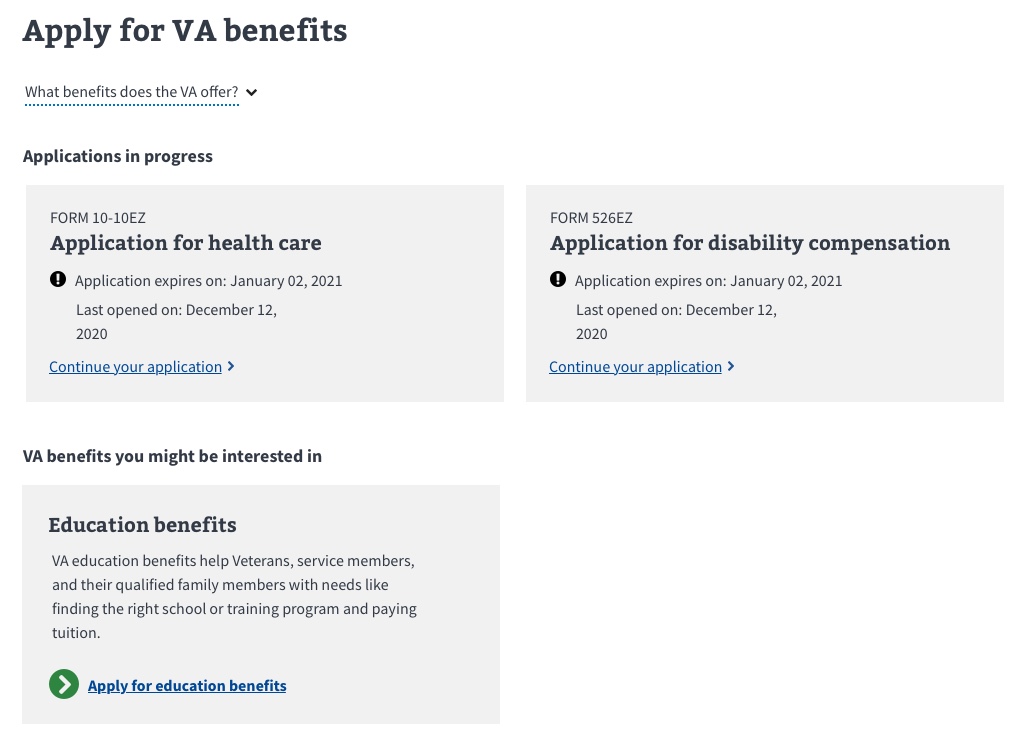 Apply for VA benefits
What benefits does the VA offer?
Applications in progress
FORM 10-10EZ
Application for health care
Application expires on: January 02, 2021
Last opened on: December 12,
2020
Continue your application
FORM 526EZ
Application for disability compensation
Application expires on: January 02, 2021
Last opened on: December 12,
2020
Continue your application
VA benefits you might be interested in
Education benefits
VA education benefits help Veterans, service members,
and their qualified family members with needs like
finding the right school or training program and paying
tuition.
Apply for education benefits